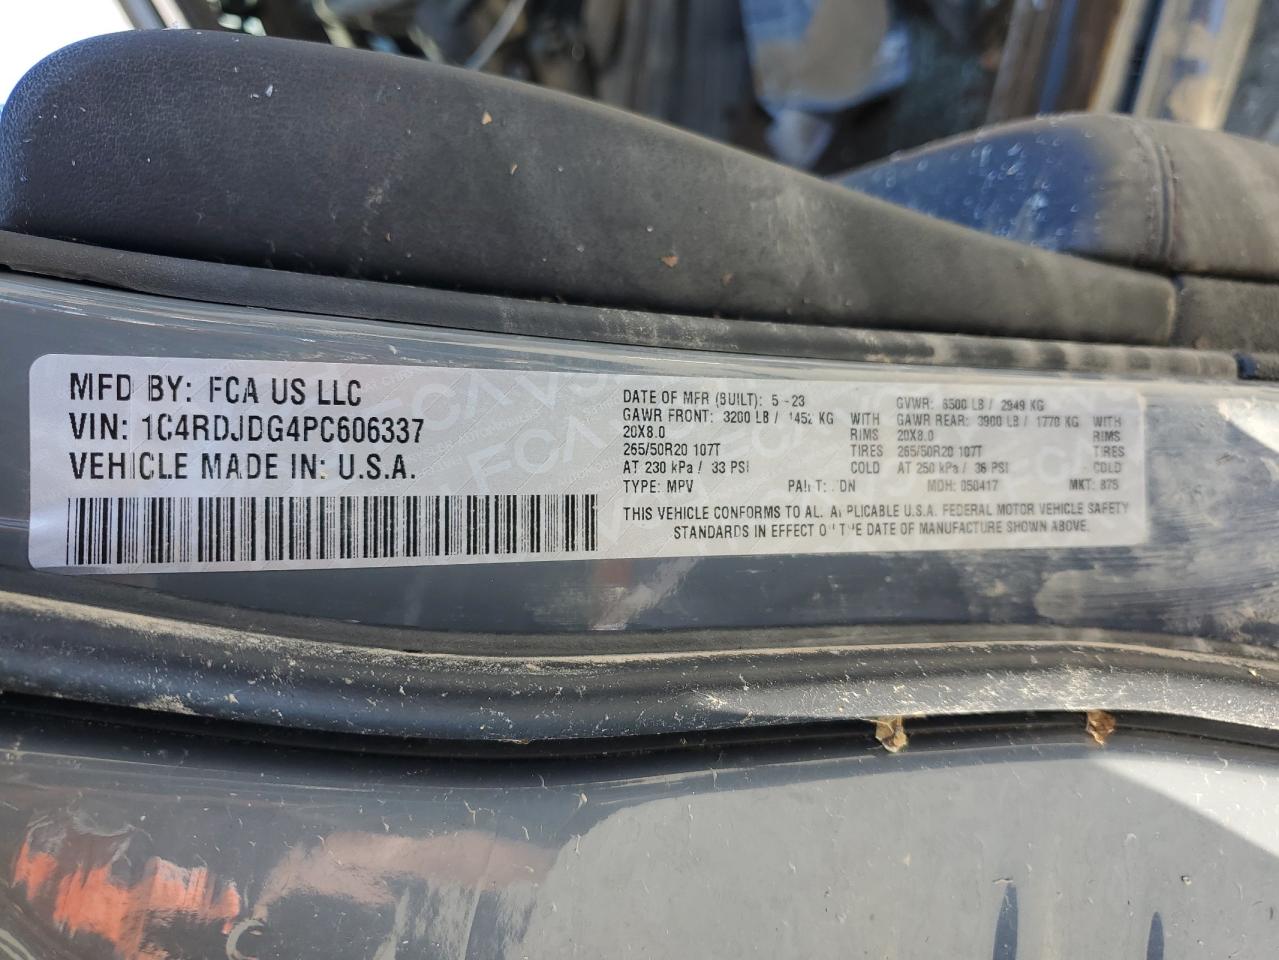 MFD BY: FCA US LLC
VIN: 1C4RDJDG4PC606337
VEHICLE MADE IN: U.S.A.
DATE OF MFR (BUILT): 5 -23 GVWR: 6500 LB / 2949 KG
GAWR FRONT: 3200 LB / 1452 KG WITH GAWR REAR: 3900 LB / 1770 KG WITH
20X8.0 RIMS 20X8.0 RIMS
265/50R20 107T TIRES 265/50R20 107T TIRES
AT 230 kPa / 33 PSI COLD AT 250 kPa / 36 PSI COLD
TYPE: MPV MDH: 050417 MKT: 875
THIS VEHICLE CONFORMS TO U.S.A. FEDERAL MOTOR VEHICLE SAFETY
STANDARDS IN EFFECT DATE OF MANUFACTURE SHOWN ABOVE.